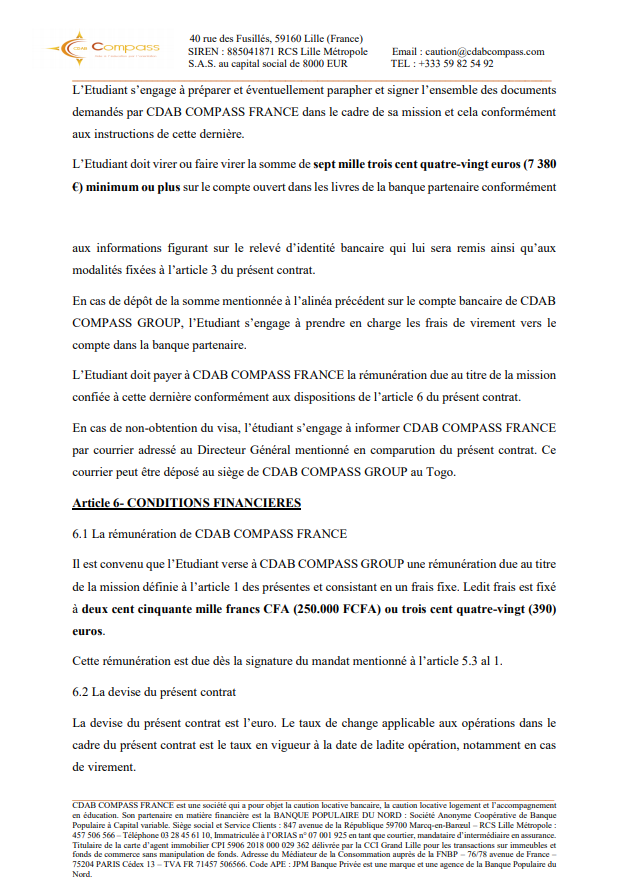 CDAB Compass
40 rue des Fusillés, 59160 Lille (France)
SIREN : 885041871 RCS Lille Métropole Email : caution@cdabcompass.com
S.A.S. au capital social de 8000 EUR TEL : +333 59 82 54 92
L’Etudiant s’engage à préparer et éventuellement parapher et signer l’ensemble des documents
demandés par CDAB COMPASS FRANCE dans le cadre de sa mission et cela conformément
aux instructions de cette dernière.
L’Etudiant doit virer ou faire virer la somme de sept mille trois cent quatre-vingt euros (7 380
€) minimum ou plus sur le compte ouvert dans les livres de la banque partenaire conformément
aux informations figurant sur le relevé d’identité bancaire qui lui sera remis ainsi qu’aux
modalités fixées à l’article 3 du présent contrat.
En cas de dépôt de la somme mentionnée à l’alinéa précédent sur le compte bancaire de CDAB
COMPASS GROUP, l’Etudiant s’engage à prendre en charge les frais de virement vers le
compte dans la banque partenaire.
L’Etudiant doit payer à CDAB COMPASS FRANCE la rémunération due au titre de la mission
confiée à cette dernière conformément aux dispositions de l’article 6 du présent contrat.
En cas de non-obtention du visa, l’étudiant s’engage à informer CDAB COMPASS FRANCE
par courrier adressé au Directeur Général mentionné en comparution du présent contrat. Ce
courrier peut être déposé au siège de CDAB COMPASS GROUP au Togo.
Article 6- CONDITIONS FINANCIERES
6.1 La rémunération de CDAB COMPASS FRANCE
Il est convenu que l’Etudiant verse à CDAB COMPASS GROUP une rémunération due au titre
de la mission définie à l’article 1 des présentes et consistant en un frais fixe. Ledit frais est fixé
à deux cent cinquante mille francs CFA (250.000 FCFA) ou trois cent quatre-vingt (390)
euros.
Cette rémunération est due dès la signature du mandat mentionné à l’article 5.3 al 1.
6.2 La devise du présent contrat
La devise du présent contrat est l’euro. Le taux de change applicable aux opérations dans le
cadre du présent contrat est le taux en vigueur à la date de ladite opération, notamment en cas
de virement.
CDAB COMPASS FRANCE est une société qui a pour objet la caution locative bancaire, la caution locative logement et l’accompagnement
en éducation. Son partenaire en matière financière est la BANQUE POPULAIRE DU NORD : Société Anonyme Coopérative de Banque
Populaire à Capital variable. Siège social et Service Clients : 847 avenue de la République 59700 Marcq-en-Barœul – RCS Lille Métropole :
457 506 566 – Téléphone 03 28 45 61 10, Immatriculée à l’ORIAS n° 07 001 925 en tant que courtier, mandataire d’intermédiaire en assurance.
Titulaire de la carte d’agent immobilier CPI 5906 2018 000 029 362 délivrée par la CCI Grand Lille pour les transactions sur immeubles et
fonds de commerce sans manipulation de fonds. Adresse du Médiateur de la Consommation auprès de la FNBP – 76/78 avenue de France –
75204 PARIS Cédex 13 – TVA FR 71457 506566. Code APE : JPM Banque Privée est une marque et une agence de la Banque Populaire du
Nord.